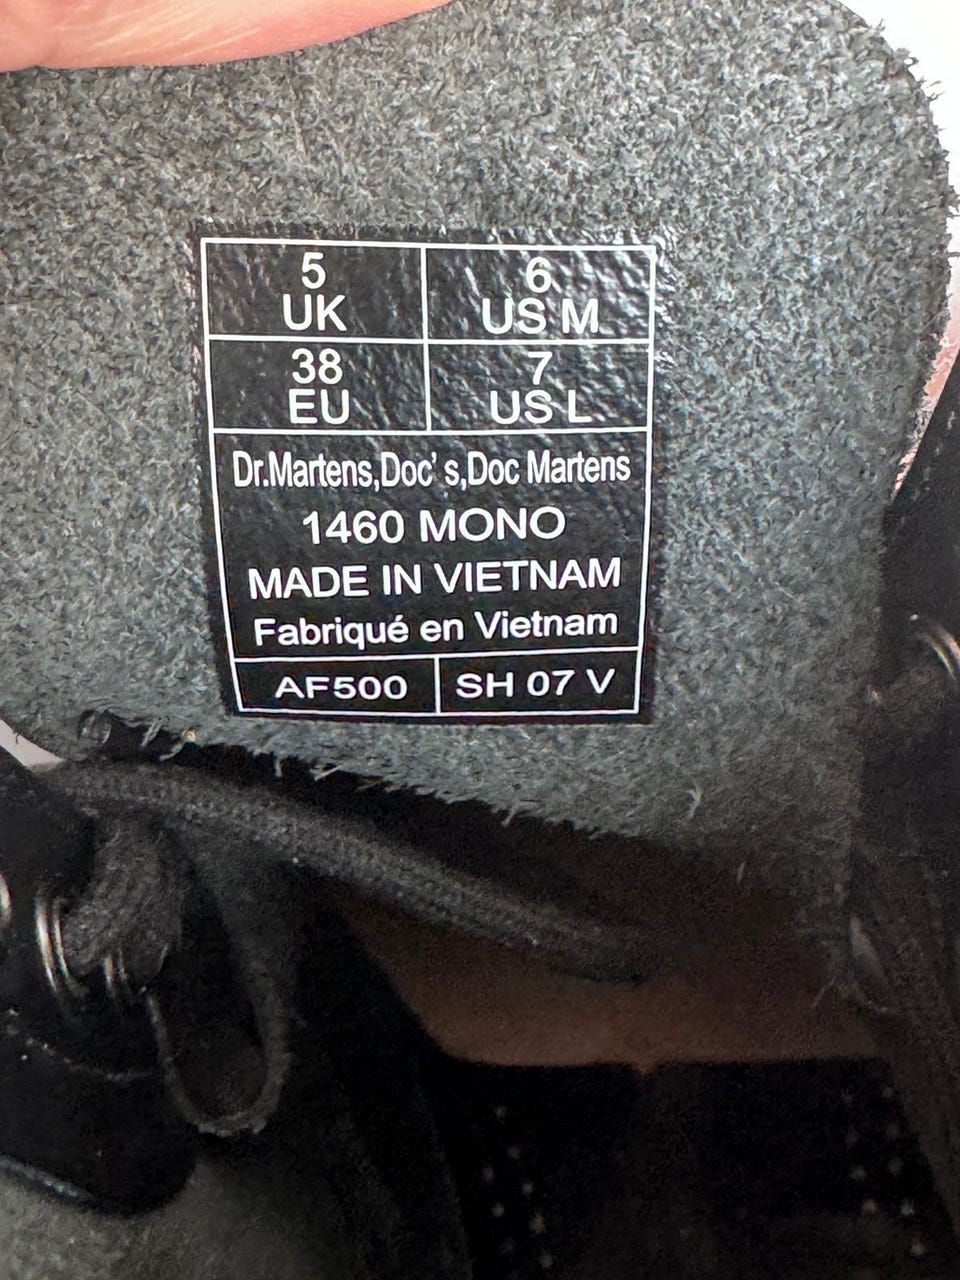 5
UK
6
US M
38
EU
7
US L
Dr.Martens,Doc's,Doc Martens
1460 MONO
MADE IN VIETNAM
Fabriqué en Vietnam
AF500
SH 07 V